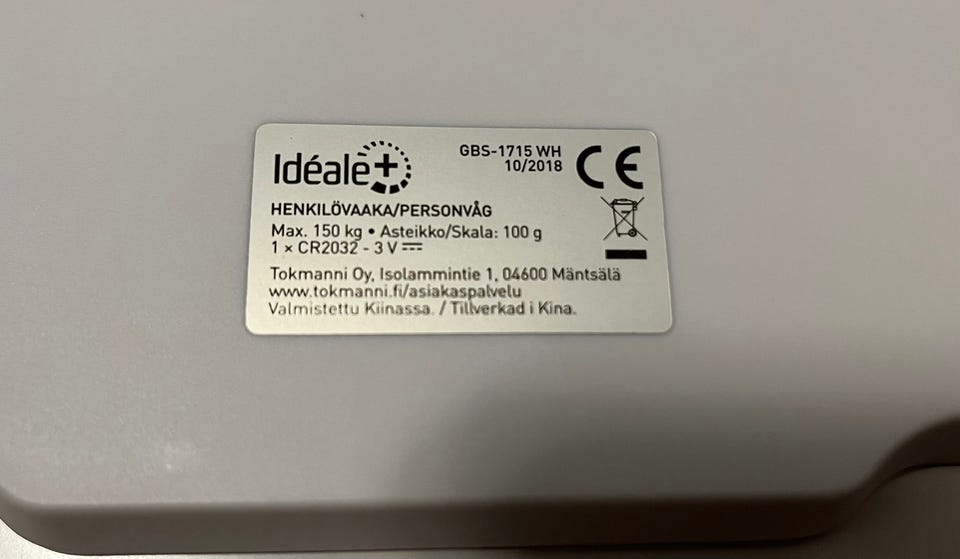 Idéale+
GBS-1715 WH
10/2018
CE
HENKILÖVAAKA/PERSONVÅG
Max. 150 kg • Asteikko/Skala: 100 g
1 x CR2032 - 3 V ⎓
Tokmanni Oy, Isolammintie 1, 04600 Mäntsälä
www.tokmanni.fi/asiakaspalvelu
Valmistettu Kiinassa. / Tillverkad i Kina.